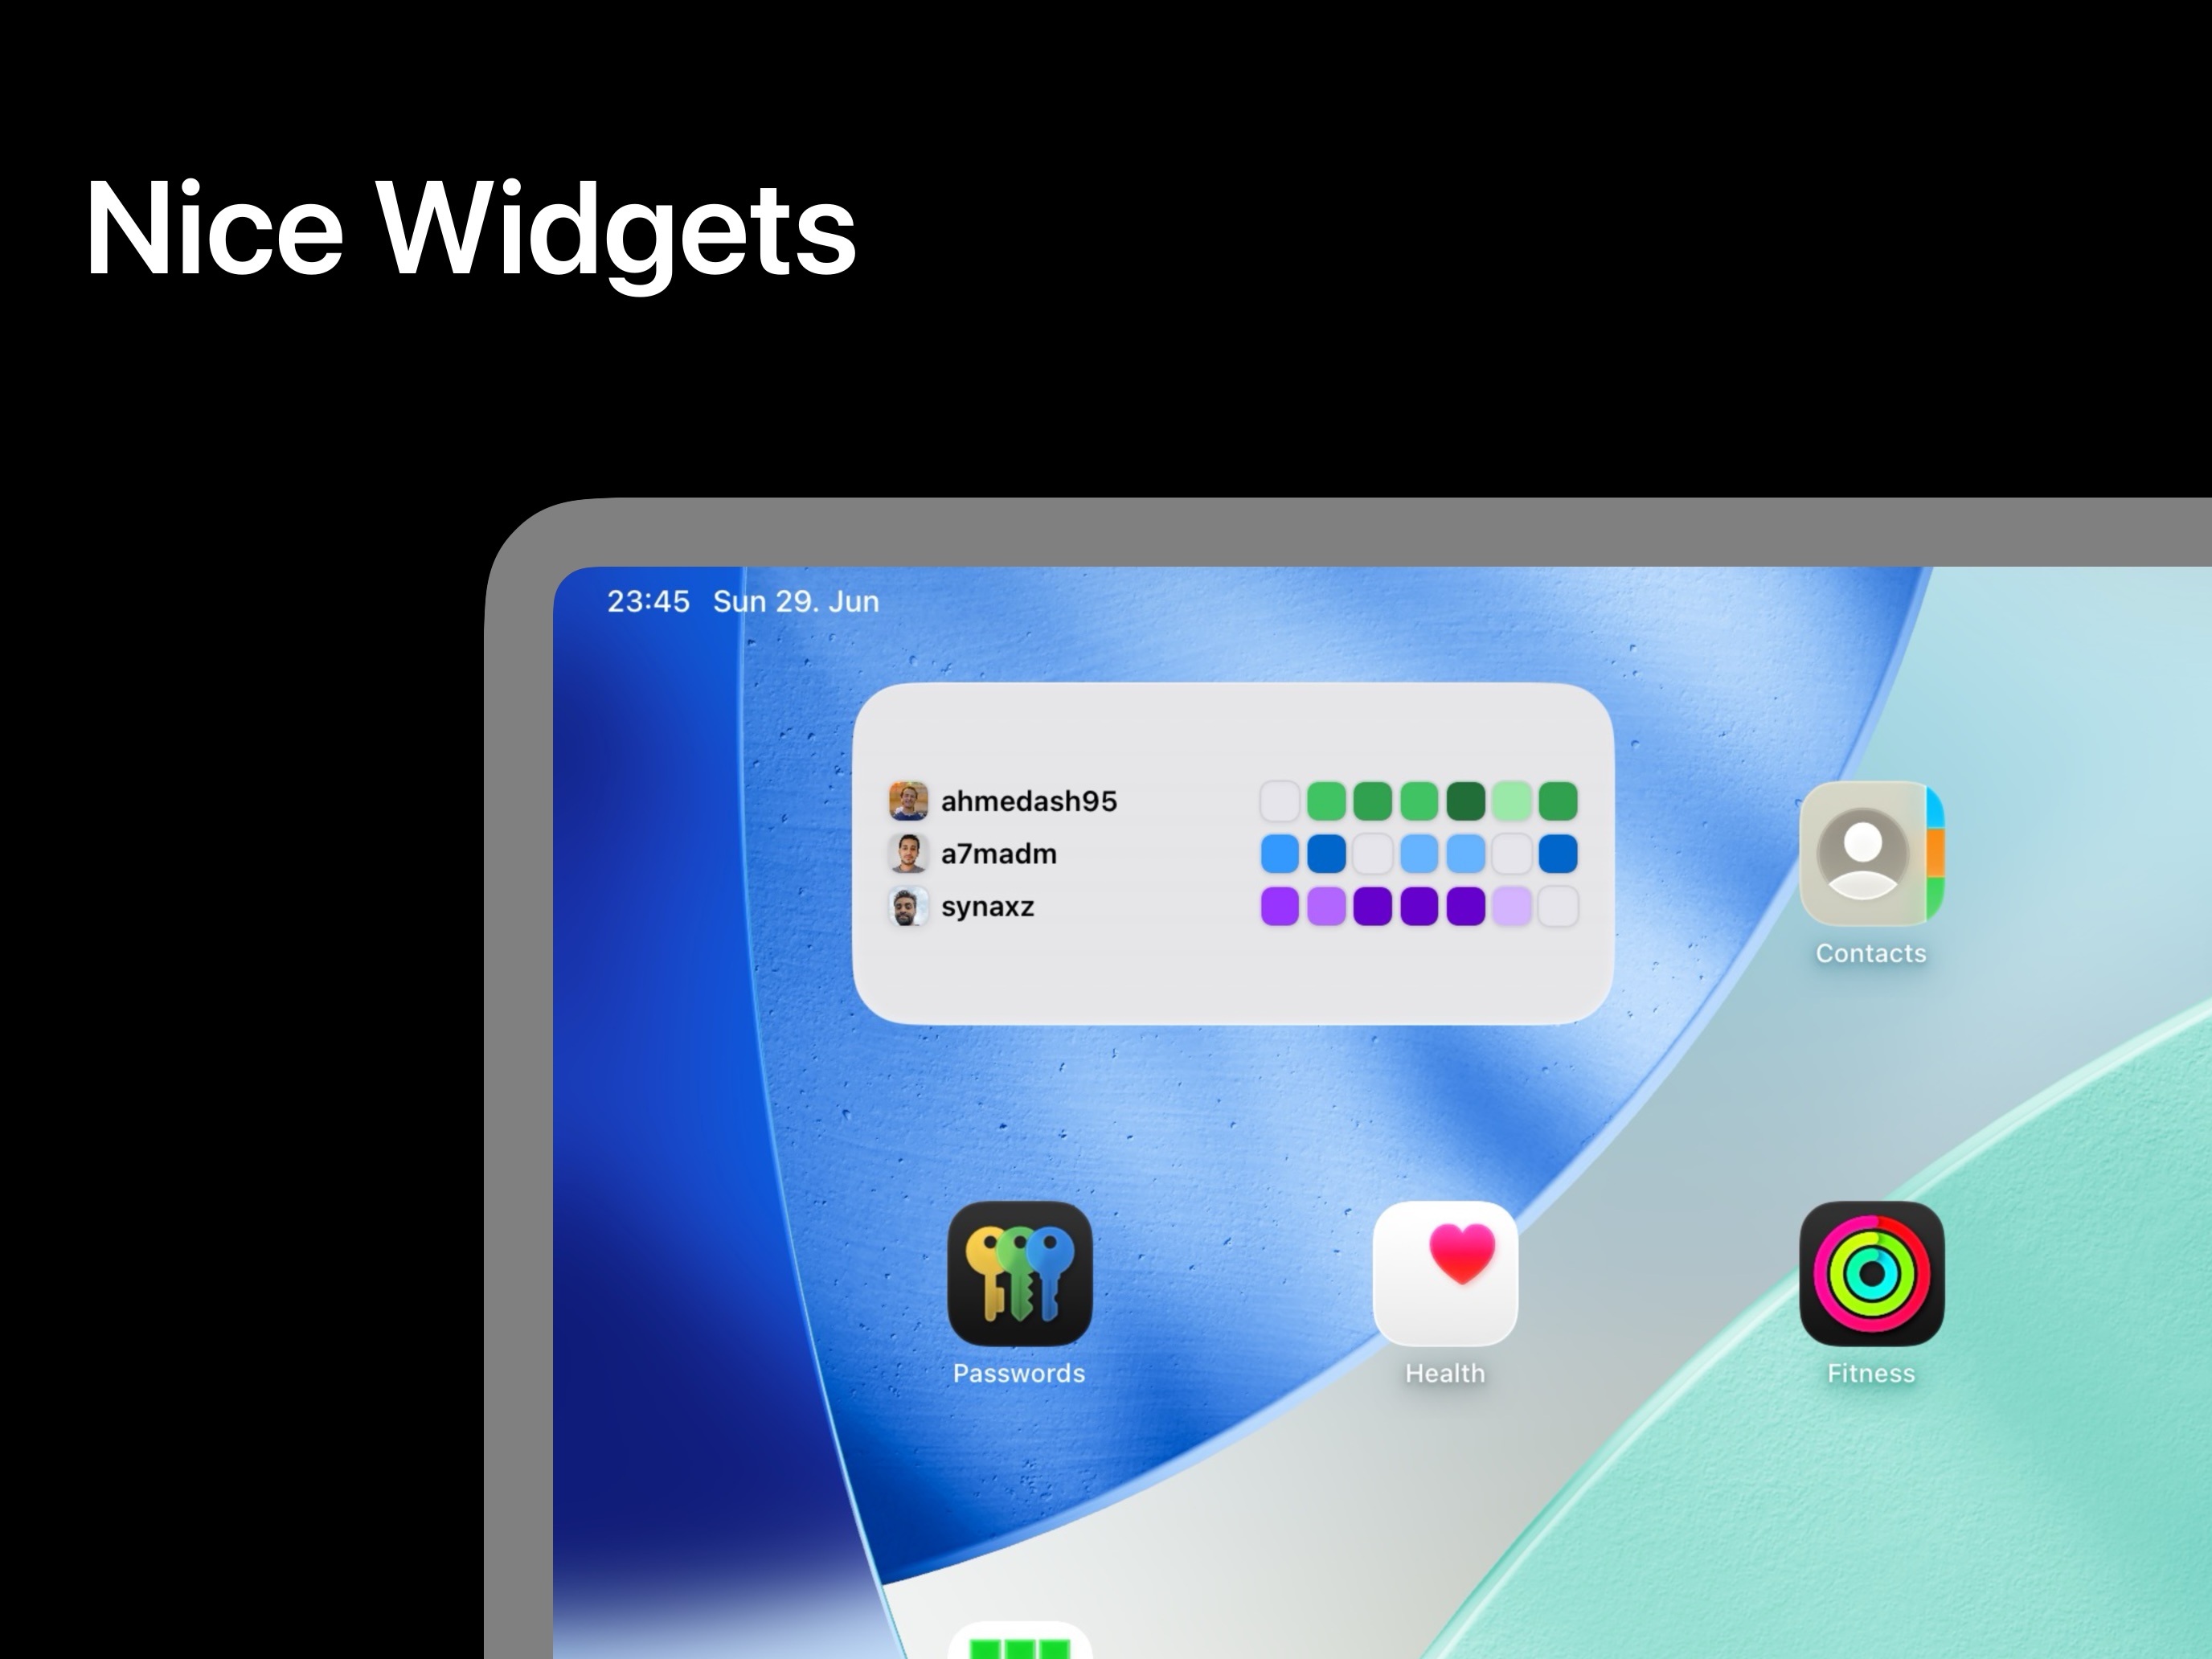 Nice Widgets
23:45 Sun 29. Jun
ahmedash95
a7madm
synaxz
Contacts
Passwords
Health
Fitness